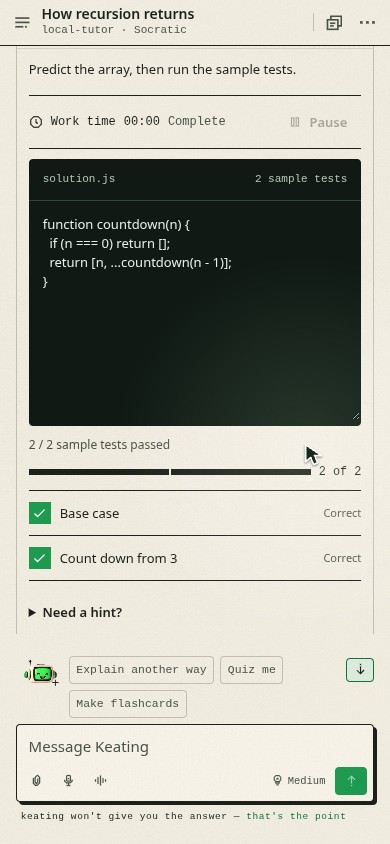 How recursion returns
local-tutor · Socratic
Predict the array, then run the sample tests.
Work time 00:00 Complete
Pause
solution.js
2 sample tests
function countdown(n) {
  if (n === 0) return [];
  return [n, ...countdown(n - 1)];
}
2 / 2 sample tests passed
2 of 2
Base case
Correct
Count down from 3
Correct
Need a hint?
Explain another way
Quiz me
Make flashcards
Message Keating
Medium
keating won't give you the answer — that's the point